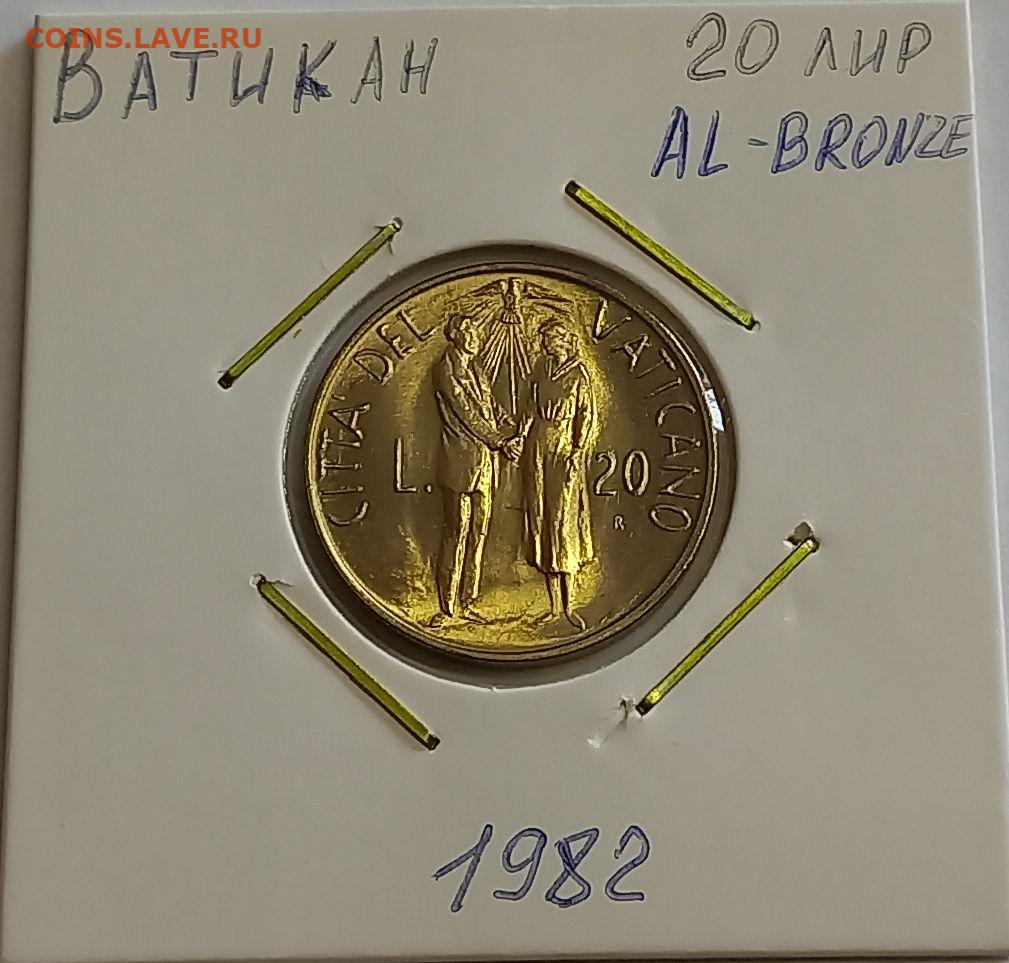 COINS.LAVE.RU
ВАТИКАН
20 ЛИР
AL-BRONZE
CITTA' DEL VATICANO
L. 20
R
1982